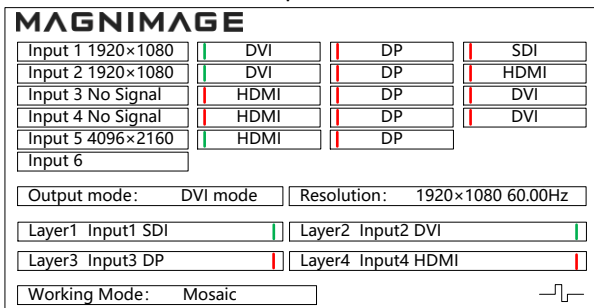 MAGNIMAGE
Input 1 1920×1080 DVI DP SDI
Input 2 1920×1080 DVI DP HDMI
Input 3 No Signal HDMI DP DVI
Input 4 No Signal HDMI DP DVI
Input 5 4096×2160 HDMI DP
Input 6
Output mode: DVI mode Resolution: 1920×1080 60.00Hz
Layer1 Input1 SDI Layer2 Input2 DVI
Layer3 Input3 DP Layer4 Input4 HDMI
Working Mode: Mosaic